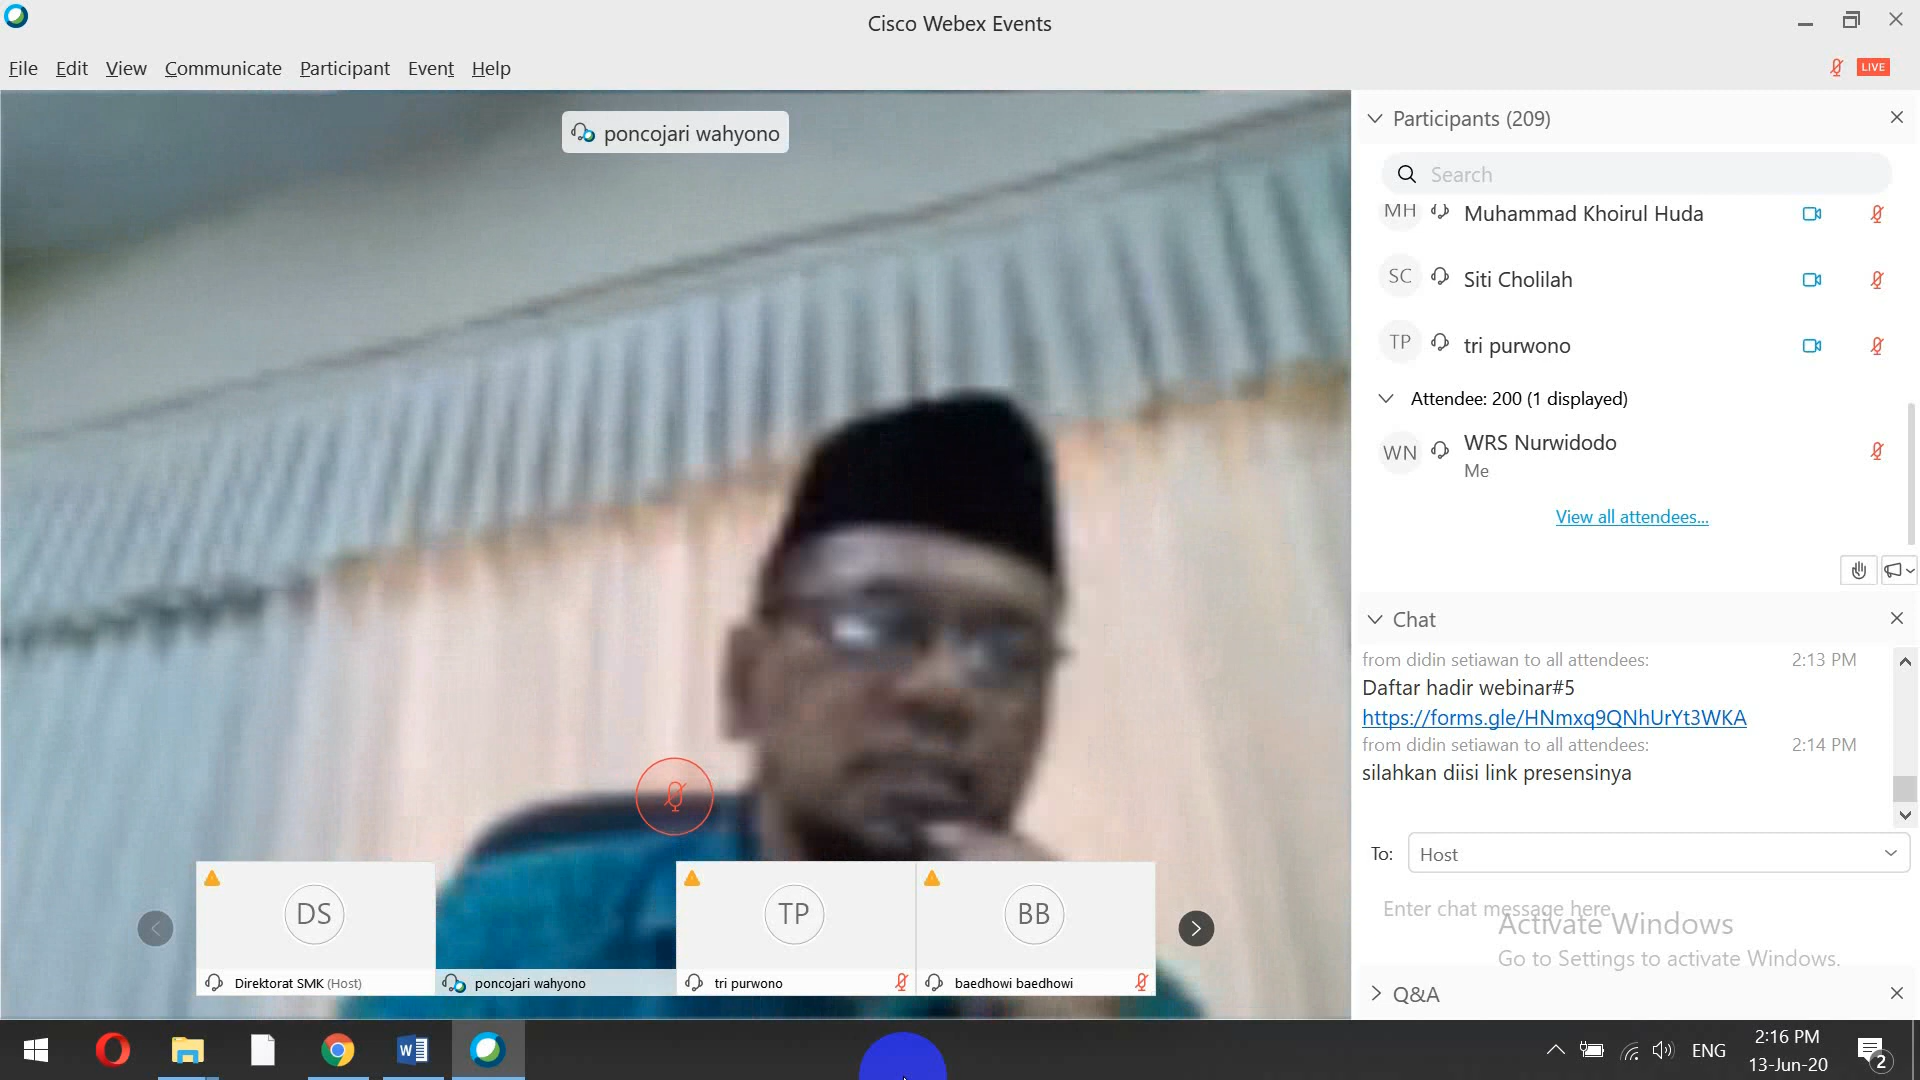 Cisco Webex Events
File Edit View Communicate Participant Event Help
LIVE
poncojari wahyono
Participants (209)
Search
MH Muhammad Khoirul Huda
SC Siti Cholilah
TP tri purwono
Attendee: 200 (1 displayed)
WN WRS Nurwidodo
Me
View all attendees...
Chat
from didin setiawan to all attendees: 2:13 PM
Daftar hadir webinar#5
https://forms.gle/HNmxq9QNhUrYt3WKA
from didin setiawan to all attendees: 2:14 PM
silahkan diisi link presensinya
To: Host
Enter chat message here
Activate Windows
Go to Settings to activate Windows.
Q&A
DS
TP
BB
Direktorat SMK (Host)
poncojari wahyono
tri purwono
baedhowi baedhowi
W
ENG
2:16 PM
13-Jun-20
2